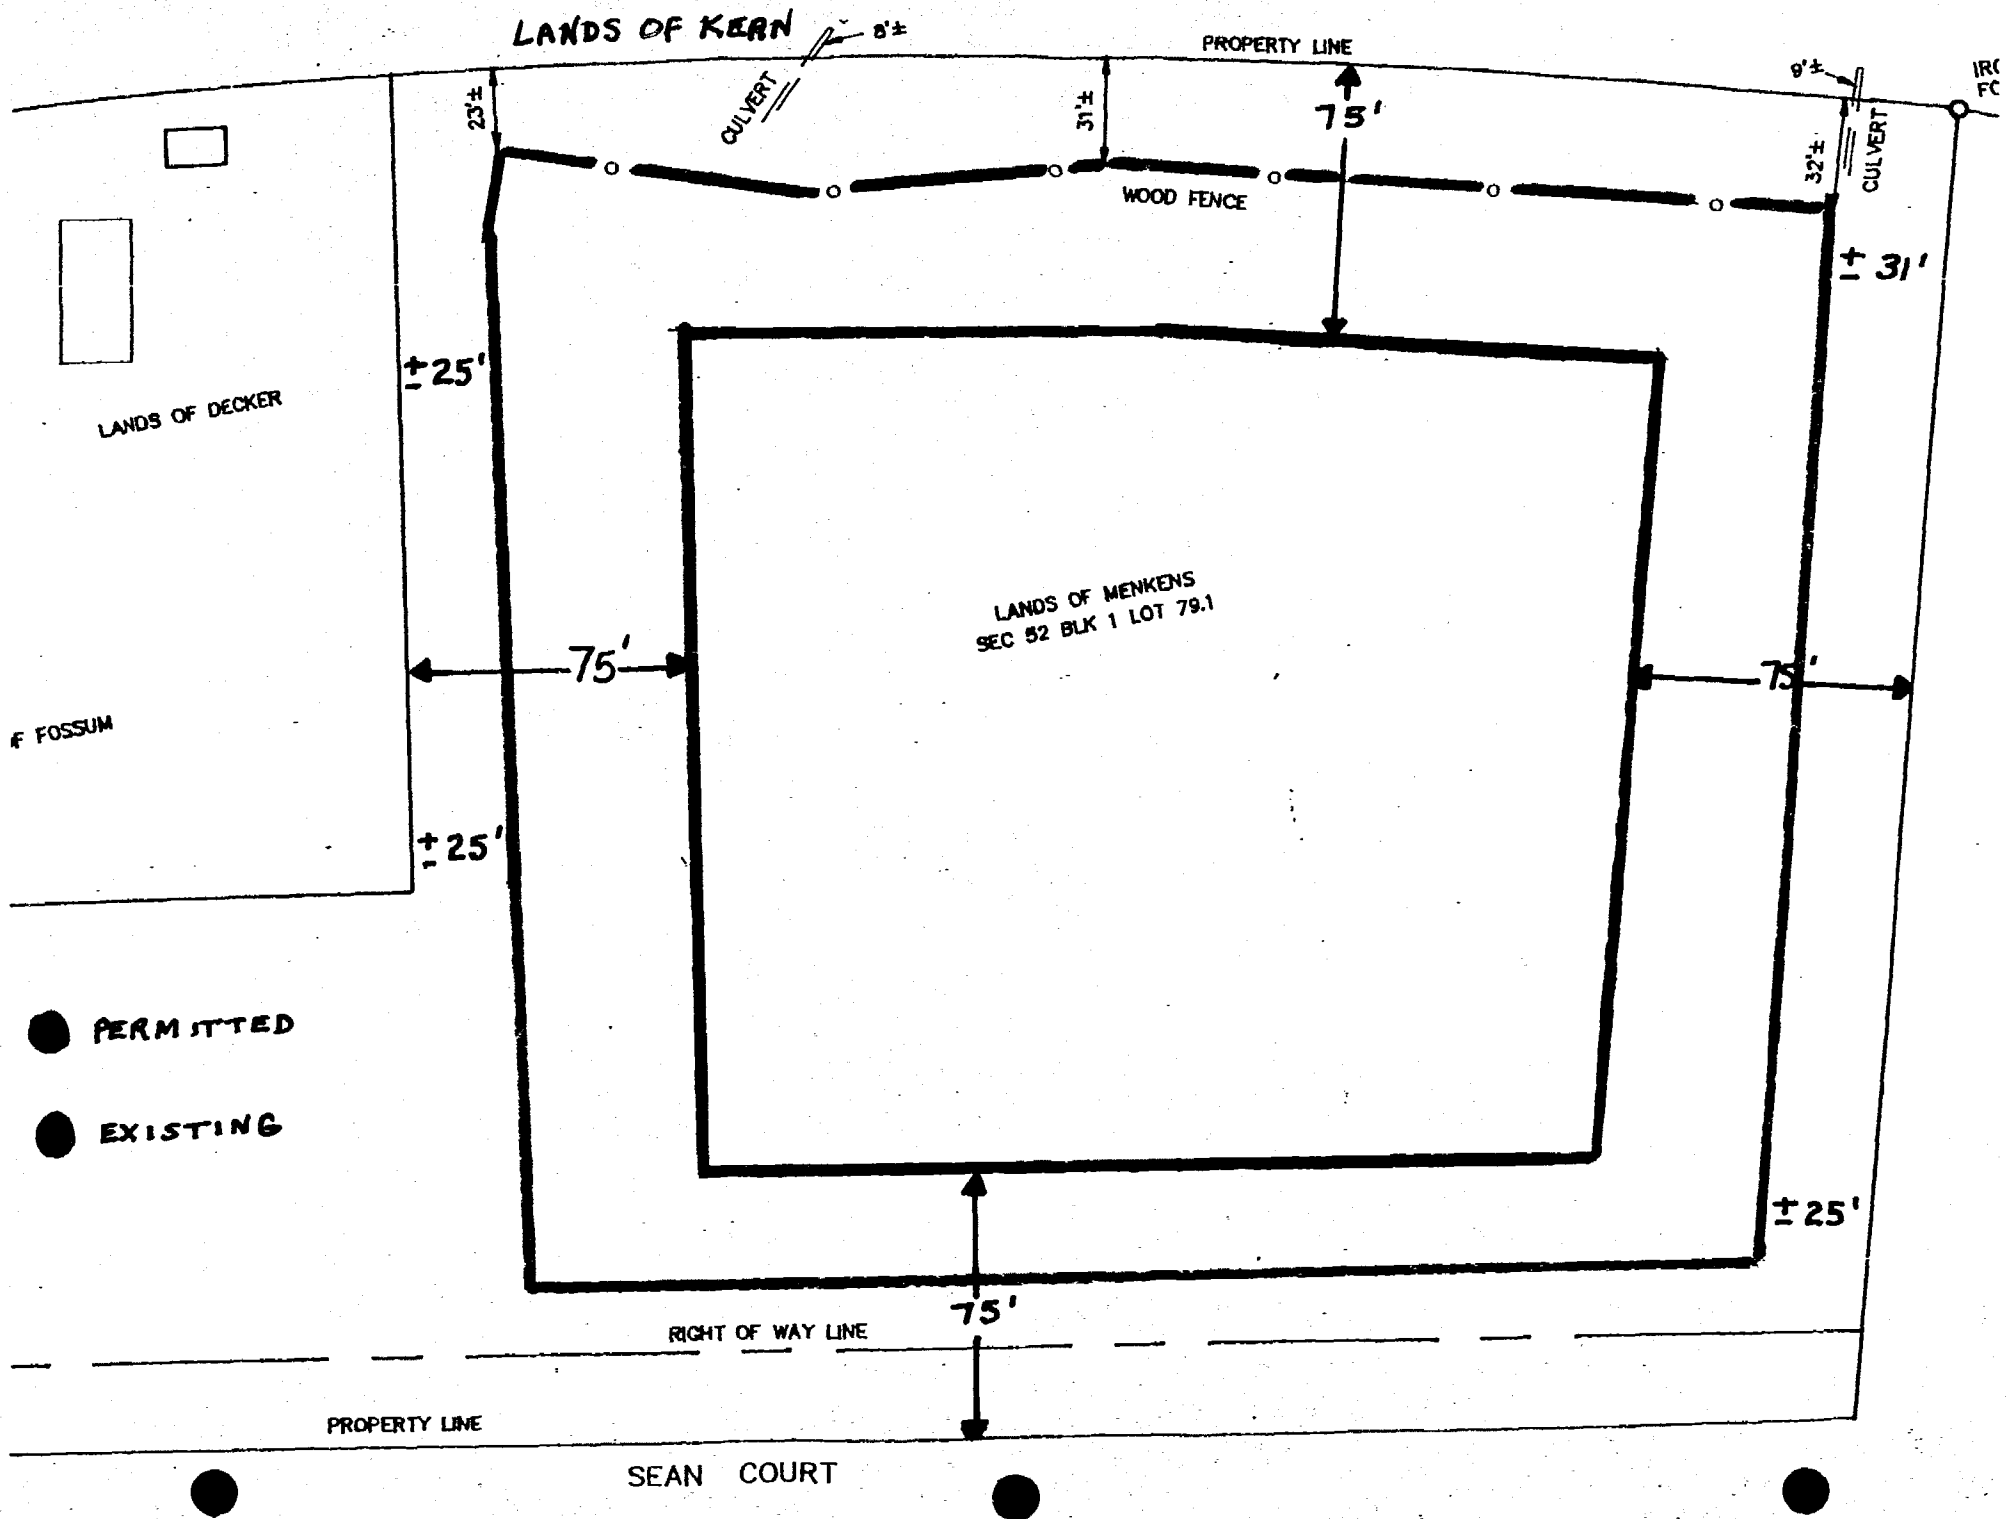 LANDS OF KERN
8'±
PROPERTY LINE
9'±
23'±
CULVERT
31'±
75'
32'±
CULVERT
WOOD FENCE
± 31'
± 25'
LANDS OF DECKER
LANDS OF MENKENS
SEC 52 BLK 1 LOT 79.1
75'
75'
F FOSSUM
± 25'
PERMITTED
EXISTING
± 25'
75'
RIGHT OF WAY LINE
PROPERTY LINE
SEAN COURT